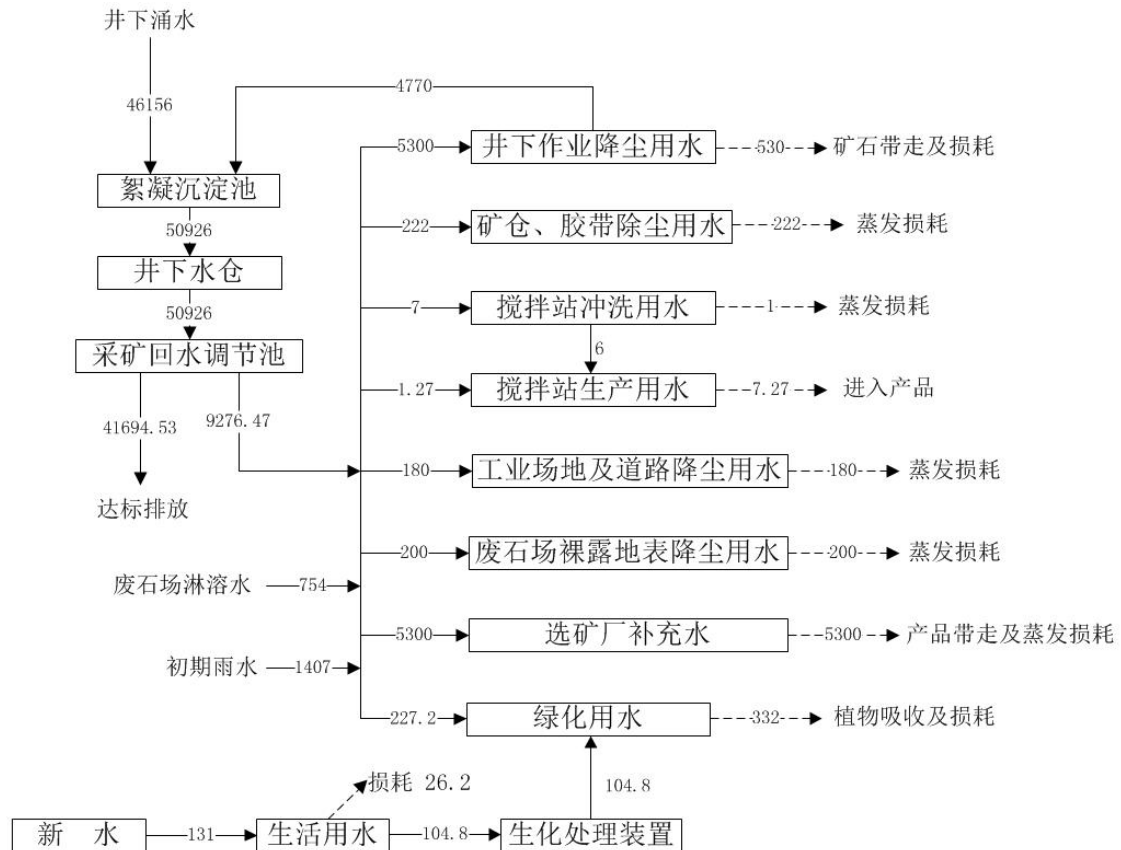 井下涌水
46156
4770
5300
井下作业降尘用水
530
矿石带走及损耗
絮凝沉淀池
50926
222
矿仓、胶带除尘用水
222
蒸发损耗
井下水仓
50926
7
搅拌站冲洗用水
1
蒸发损耗
采矿回水调节池
6
1.27
搅拌站生产用水
7.27
进入产品
41694.53
9276.47
180
工业场地及道路降尘用水
180
蒸发损耗
达标排放
200
废石场裸露地表降尘用水
200
蒸发损耗
废石场淋溶水
754
5300
选矿厂补充水
5300
产品带走及蒸发损耗
初期雨水
1407
227.2
绿化用水
332
植物吸收及损耗
损耗 26.2
104.8
新 水
131
生活用水
104.8
生化处理装置